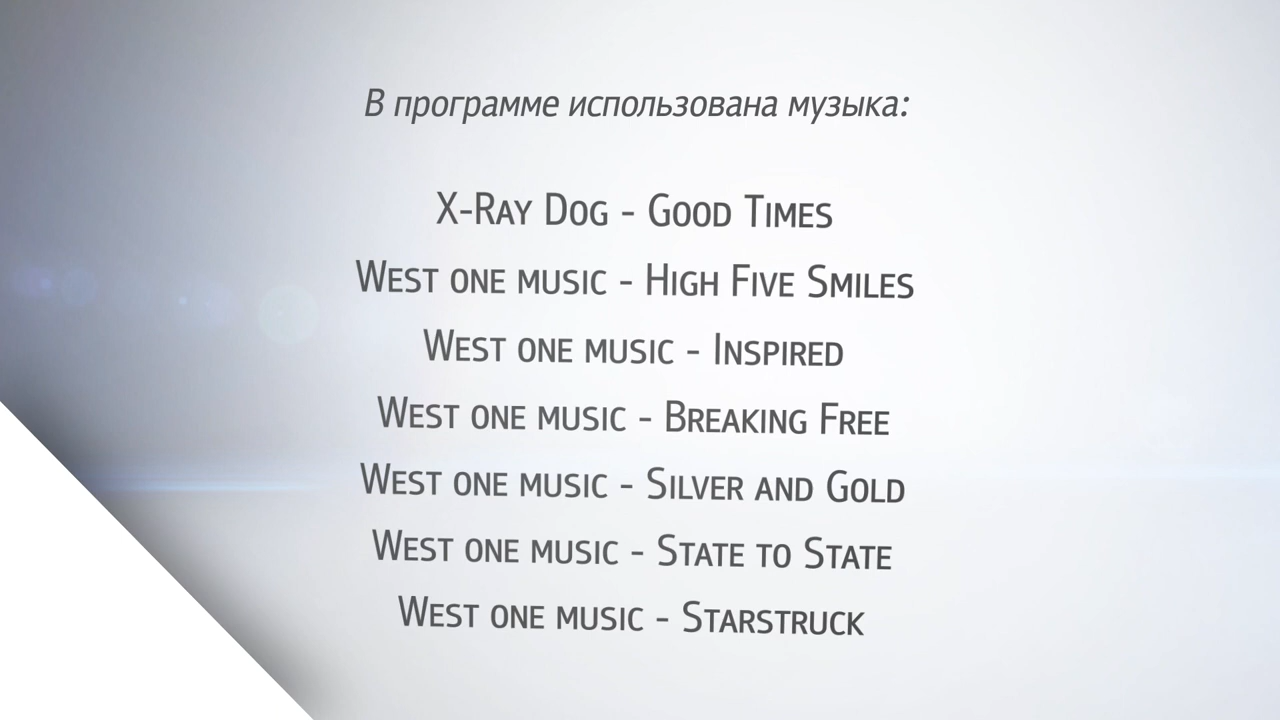 В программе использована музыка:
X-Ray Dog - Good Times
West one music - High Five Smiles
West one music - Inspired
West one music - Breaking Free
West one music - Silver and Gold
West one music - State to State
West one music - Starstruck